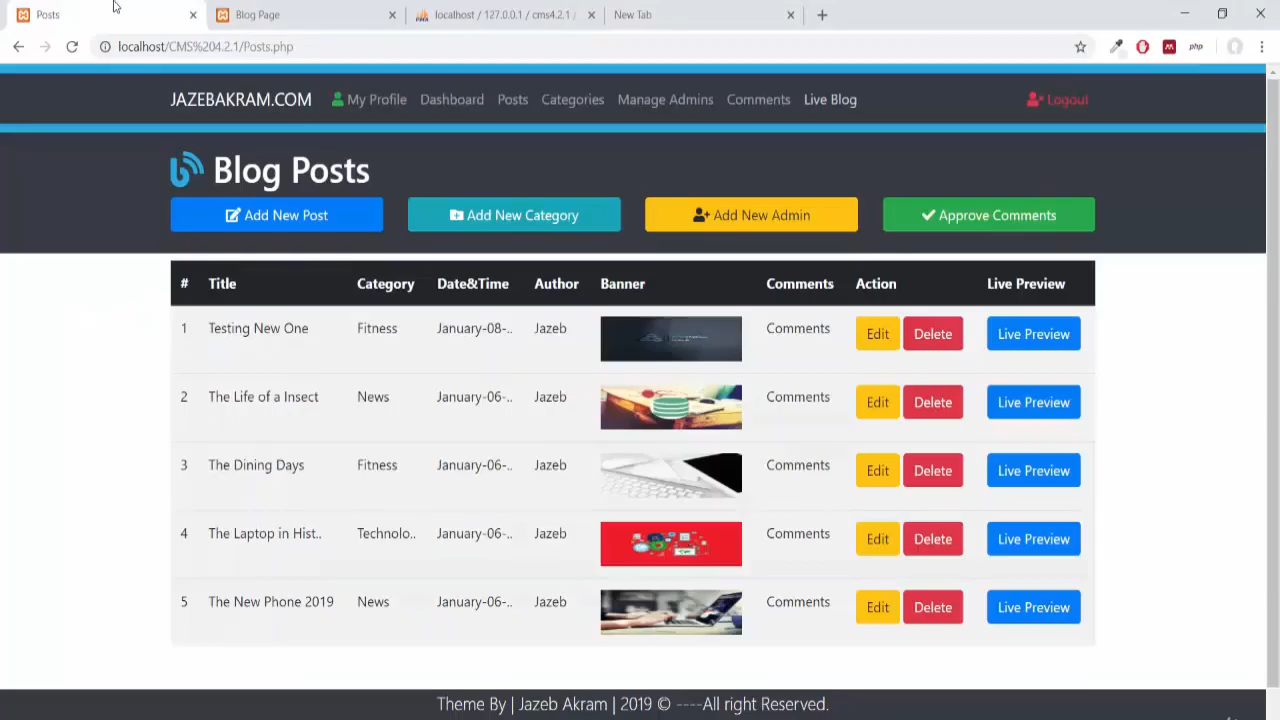 Posts
Blog Page
localhost / 127.0.0.1 / cms4.2.1 /
New Tab
localhost/CMS%204.2.1/Posts.php
php
JAZEBAKRAM.COM My Profile Dashboard Posts Categories Manage Admins Comments Live Blog Logout
Blog Posts
Add New Post Add New Category Add New Admin Approve Comments
# Title Category Date&Time Author Banner Comments Action Live Preview
1 Testing New One Fitness January-08-.. Jazeb Comments Edit Delete Live Preview
2 The Life of a Insect News January-06-.. Jazeb Comments Edit Delete Live Preview
3 The Dining Days Fitness January-06-.. Jazeb Comments Edit Delete Live Preview
4 The Laptop in Hist.. Technolo.. January-06-.. Jazeb Comments Edit Delete Live Preview
5 The New Phone 2019 News January-06-.. Jazeb Comments Edit Delete Live Preview
Theme By | Jazeb Akram | 2019 © ----All right Reserved.